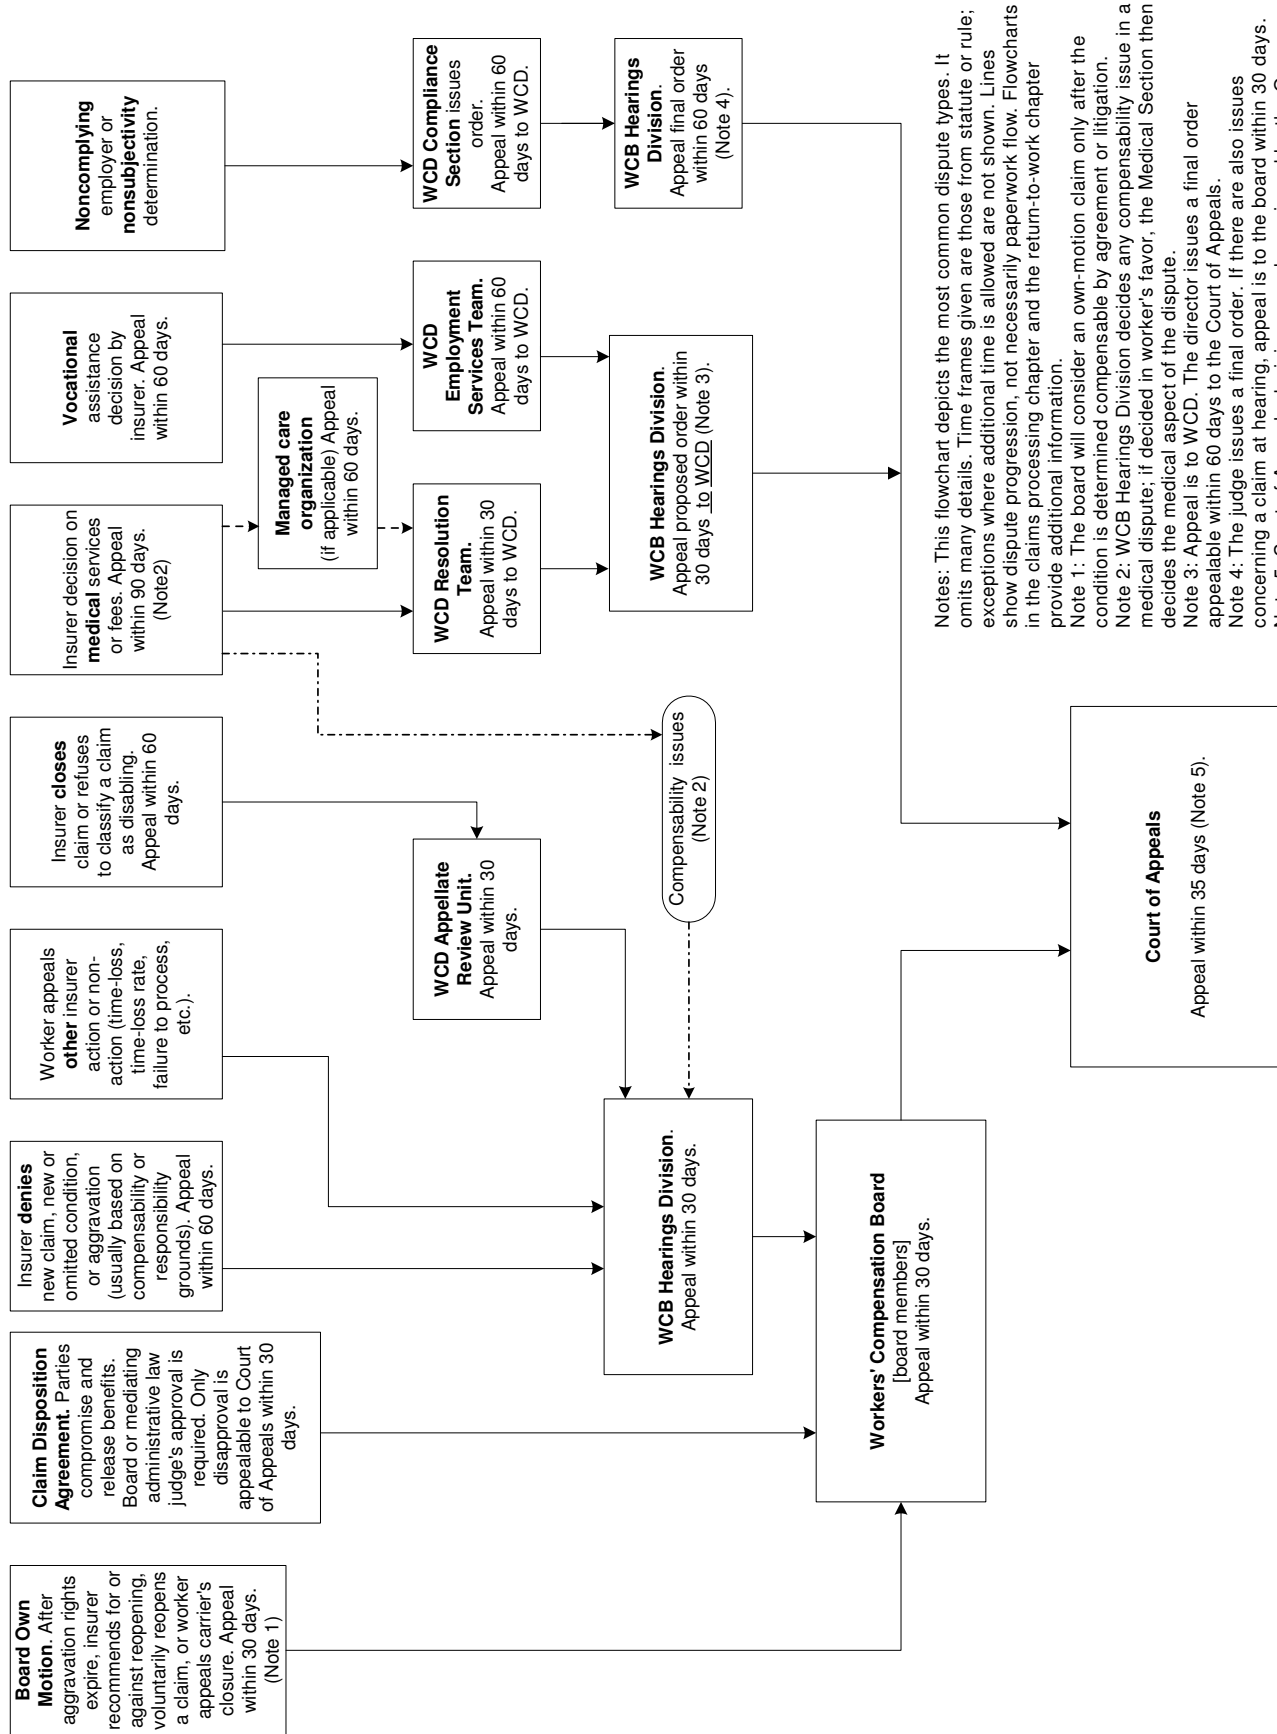 Board Own
Motion. After
aggravation rights
expire, insurer
recommends for or
against reopening,
voluntarily reopens
a claim, or worker
appeals carrier's
closure. Appeal
within 30 days.
(Note 1)
Claim Disposition
Agreement. Parties
compromise and
release benefits.
Board or mediating
administrative law
judge's approval is
required. Only
disapproval is
appealable to Court
of Appeals within 30
days.
Insurer denies
new claim, new or
omitted condition,
or aggravation
(usually based on
compensability or
responsibility
grounds). Appeal
within 60 days.
Worker appeals
other insurer
action or non-
action (time-loss,
time-loss rate,
failure to process,
etc.).
Insurer closes
claim or refuses
to classify a claim
as disabling.
Appeal within 60
days.
Insurer decision on
medical services
or fees. Appeal
within 90 days.
(Note2)
Vocational
assistance
decision by
insurer. Appeal
within 60 days.
Noncomplying
employer or
nonsubjectivity
determination.
Managed care
organization
(if applicable) Appeal
within 60 days.
WCD Appellate
Review Unit.
Appeal within 30
days.
WCD Resolution
Team.
Appeal within 30
days to WCD.
WCD
Employment
Services Team.
Appeal within 60
days to WCD.
WCD Compliance
Section issues
order.
Appeal within 60
days to WCD.
WCB Hearings Division.
Appeal within 30 days.
Compensability issues
(Note 2)
WCB Hearings Division.
Appeal proposed order within
30 days to WCD (Note 3).
WCB Hearings
Division.
Appeal final order
within 60 days
(Note 4).
Workers' Compensation Board
[board members]
Appeal within 30 days.
Court of Appeals
Appeal within 35 days (Note 5).
Notes: This flowchart depicts the most common dispute types. It
omits many details. Time frames given are those from statute or rule;
exceptions where additional time is allowed are not shown. Lines
show dispute progression, not necessarily paperwork flow. Flowcharts
in the claims processing chapter and the return-to-work chapter
provide additional information.
Note 1: The board will consider an own-motion claim only after the
condition is determined compensable by agreement or litigation.
Note 2: WCB Hearings Division decides any compensability issue in a
medical dispute; if decided in worker's favor, the Medical Section then
decides the medical aspect of the dispute.
Note 3: Appeal is to WCD. The director issues a final order
appealable within 60 days to the Court of Appeals.
Note 4: The judge issues a final order. If there are also issues
concerning a claim at hearing, appeal is to the board within 30 days.